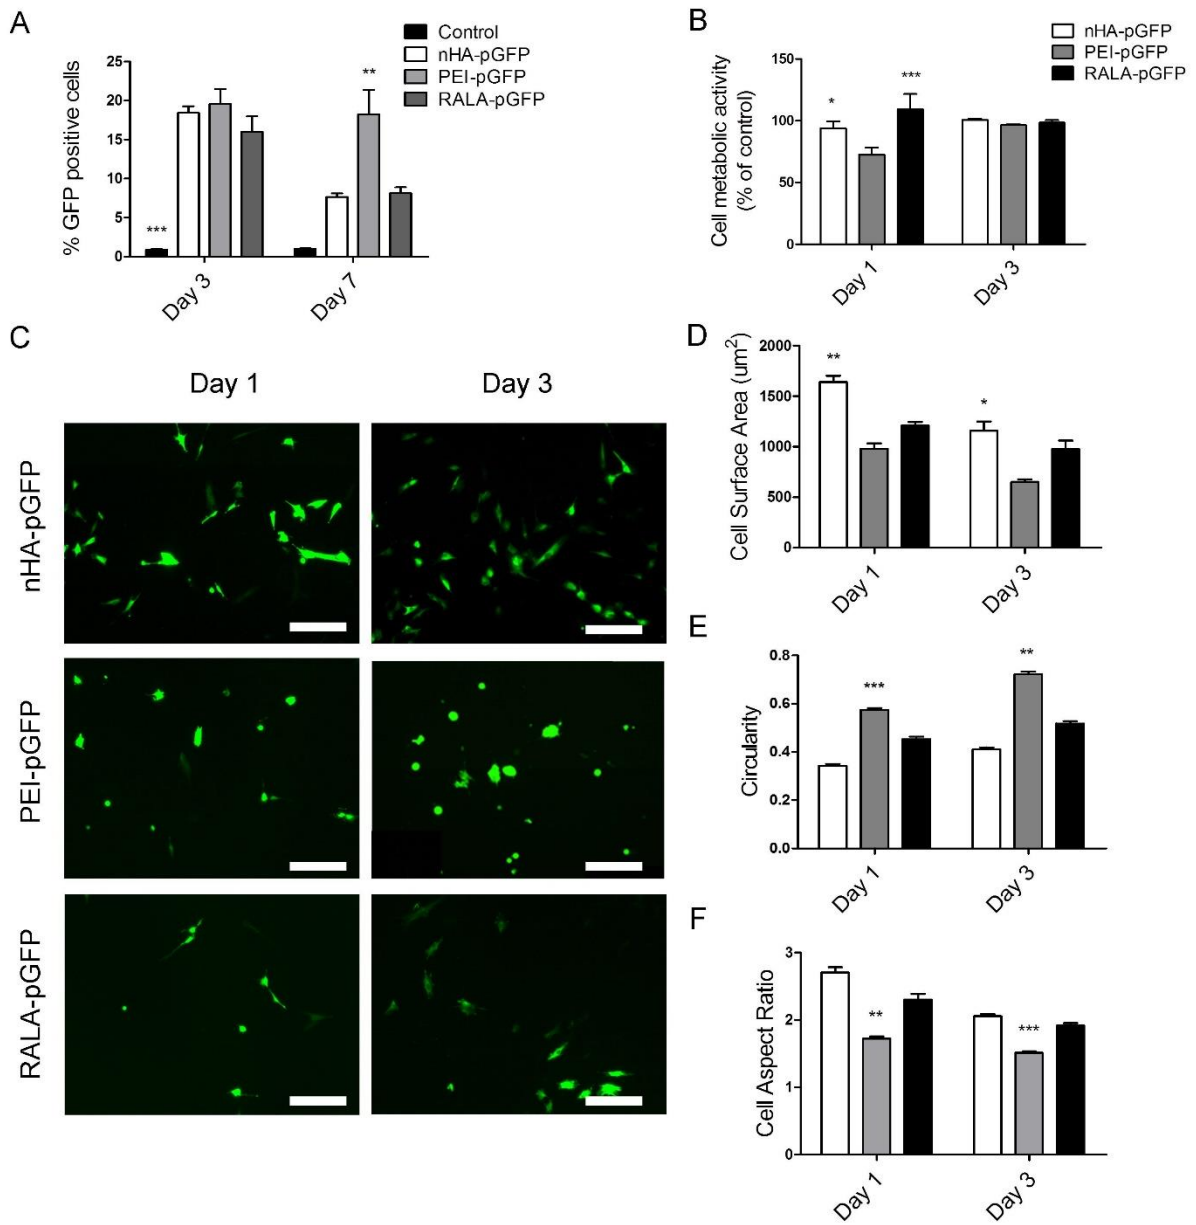 A
Control
nHA-pGFP
PEI-pGFP
RALA-pGFP
% GFP positive cells
25
20
15
10
5
0
***
**
Day 3
Day 7
B
nHA-pGFP
PEI-pGFP
RALA-pGFP
Cell metabolic activity
(% of control)
150
100
50
0
*
***
Day 1
Day 3
C
Day 1
Day 3
nHA-pGFP
PEI-pGFP
RALA-pGFP
D
Cell Surface Area (um²)
2000
1500
1000
500
0
**
*
Day 1
Day 3
E
Circularity
0.8
0.6
0.4
0.2
0.0
***
**
Day 1
Day 3
F
Cell Aspect Ratio
3
2
1
0
**
***
Day 1
Day 3